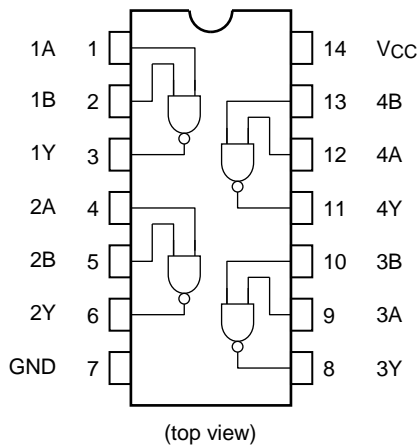 1A 1 14 VCC
1B 2 13 4B
1Y 3 12 4A
2A 4 11 4Y
2B 5 10 3B
2Y 6 9 3A
GND 7 8 3Y
(top view)